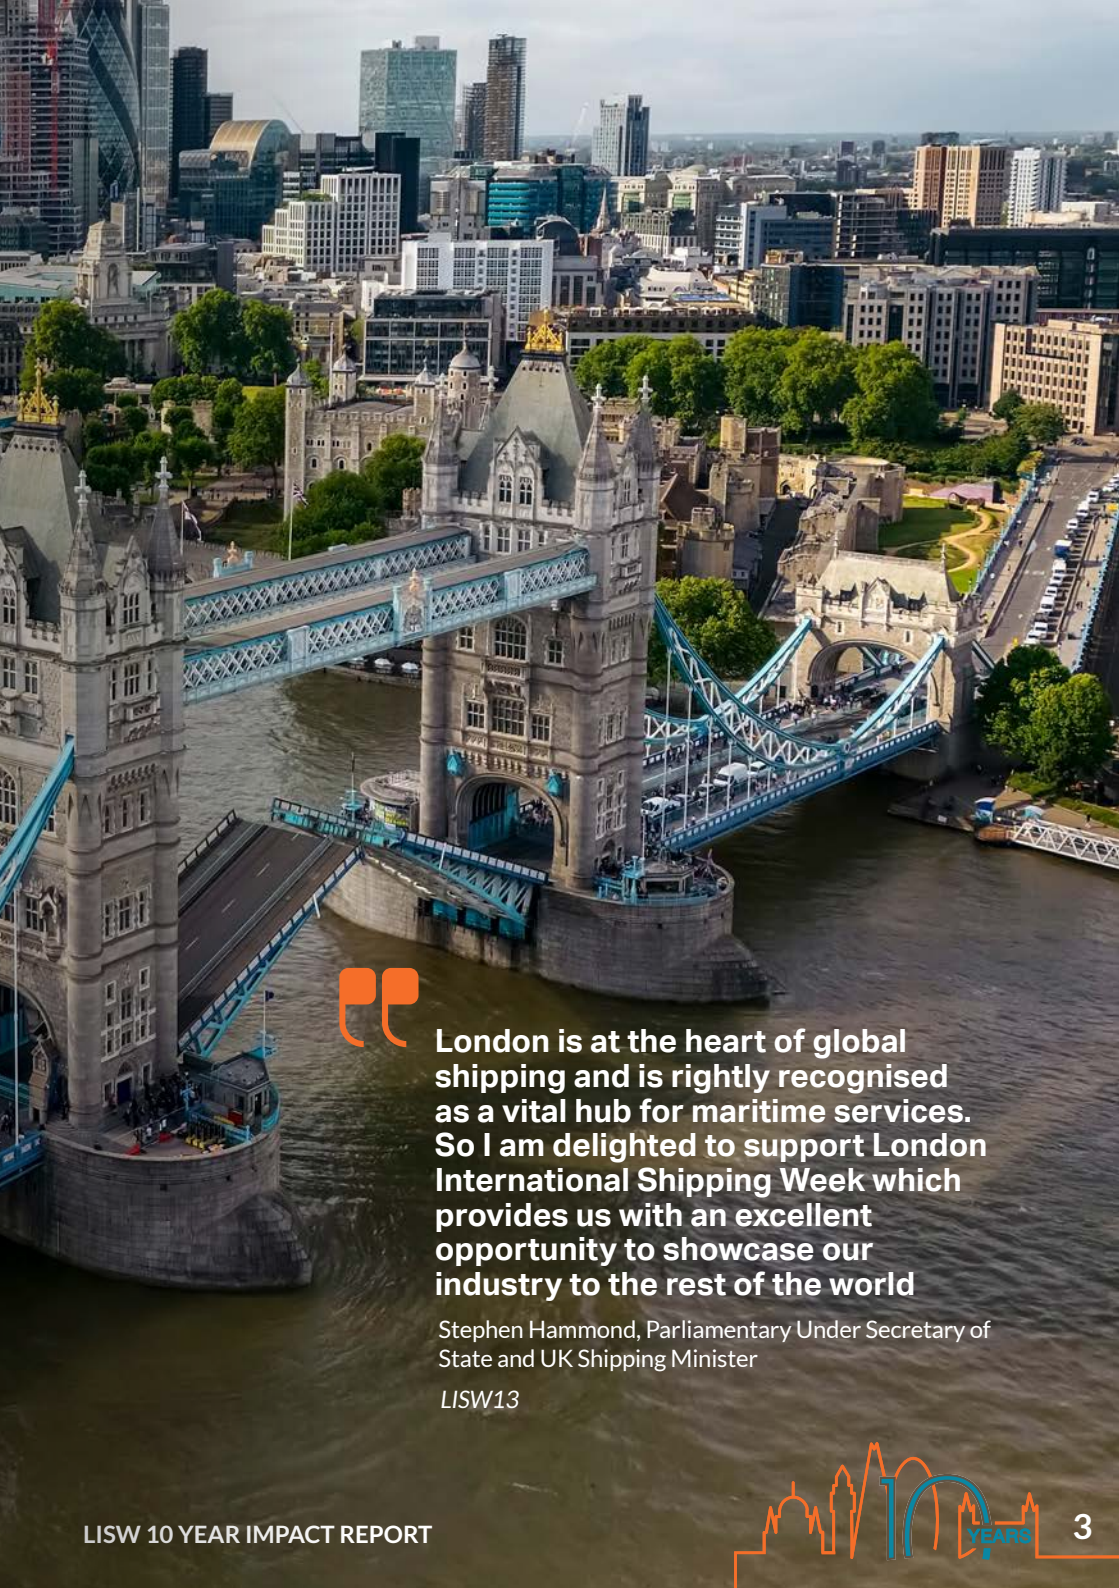 London is at the heart of global
shipping and is rightly recognised
as a vital hub for maritime services.
So I am delighted to support London
International Shipping Week which
provides us with an excellent
opportunity to showcase our
industry to the rest of the world
Stephen Hammond, Parliamentary Under Secretary of
State and UK Shipping Minister
LISW13
10
YEARS
LISW 10 YEAR IMPACT REPORT
3